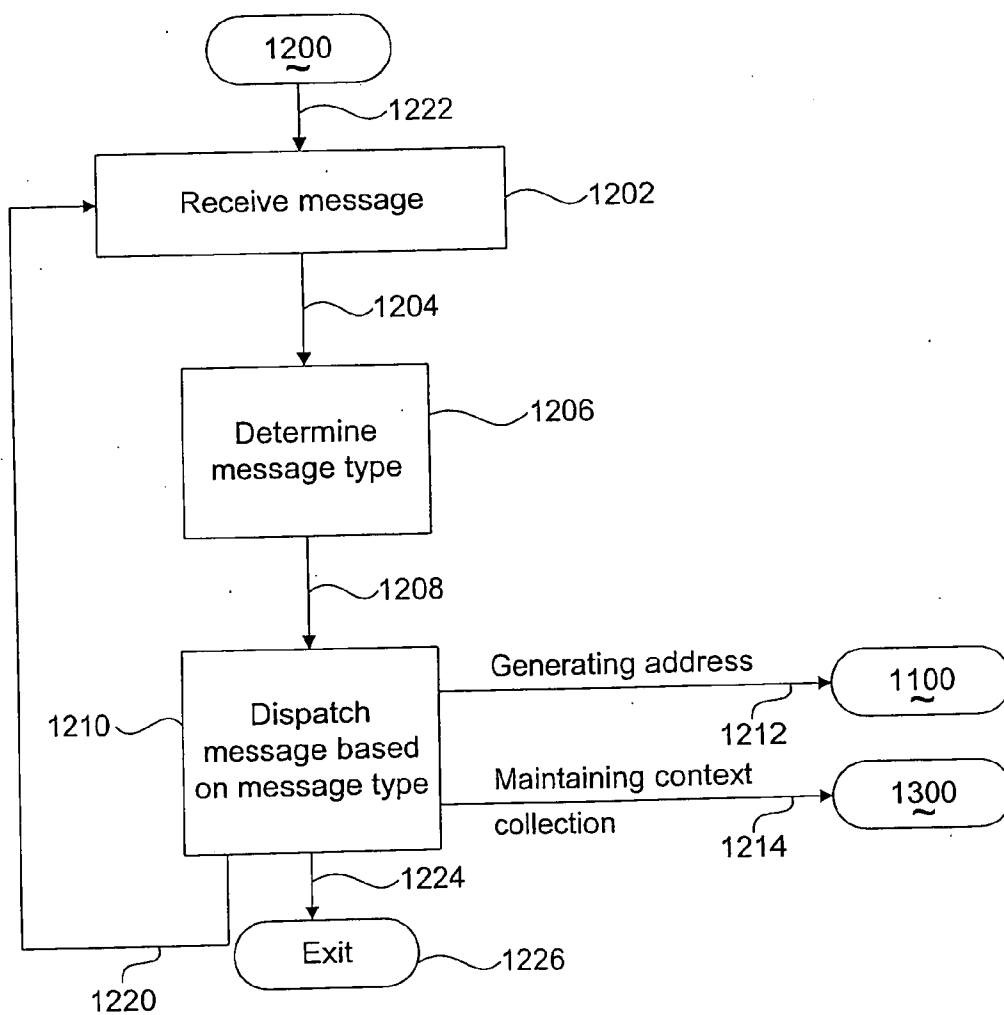 1200
1222
Receive message
1202
1204
Determine
message type
1206
1208
Dispatch
message based
on message type
1210
Generating address
1212
1100
Maintaining context
collection
1214
1300
1224
Exit
1226
1220